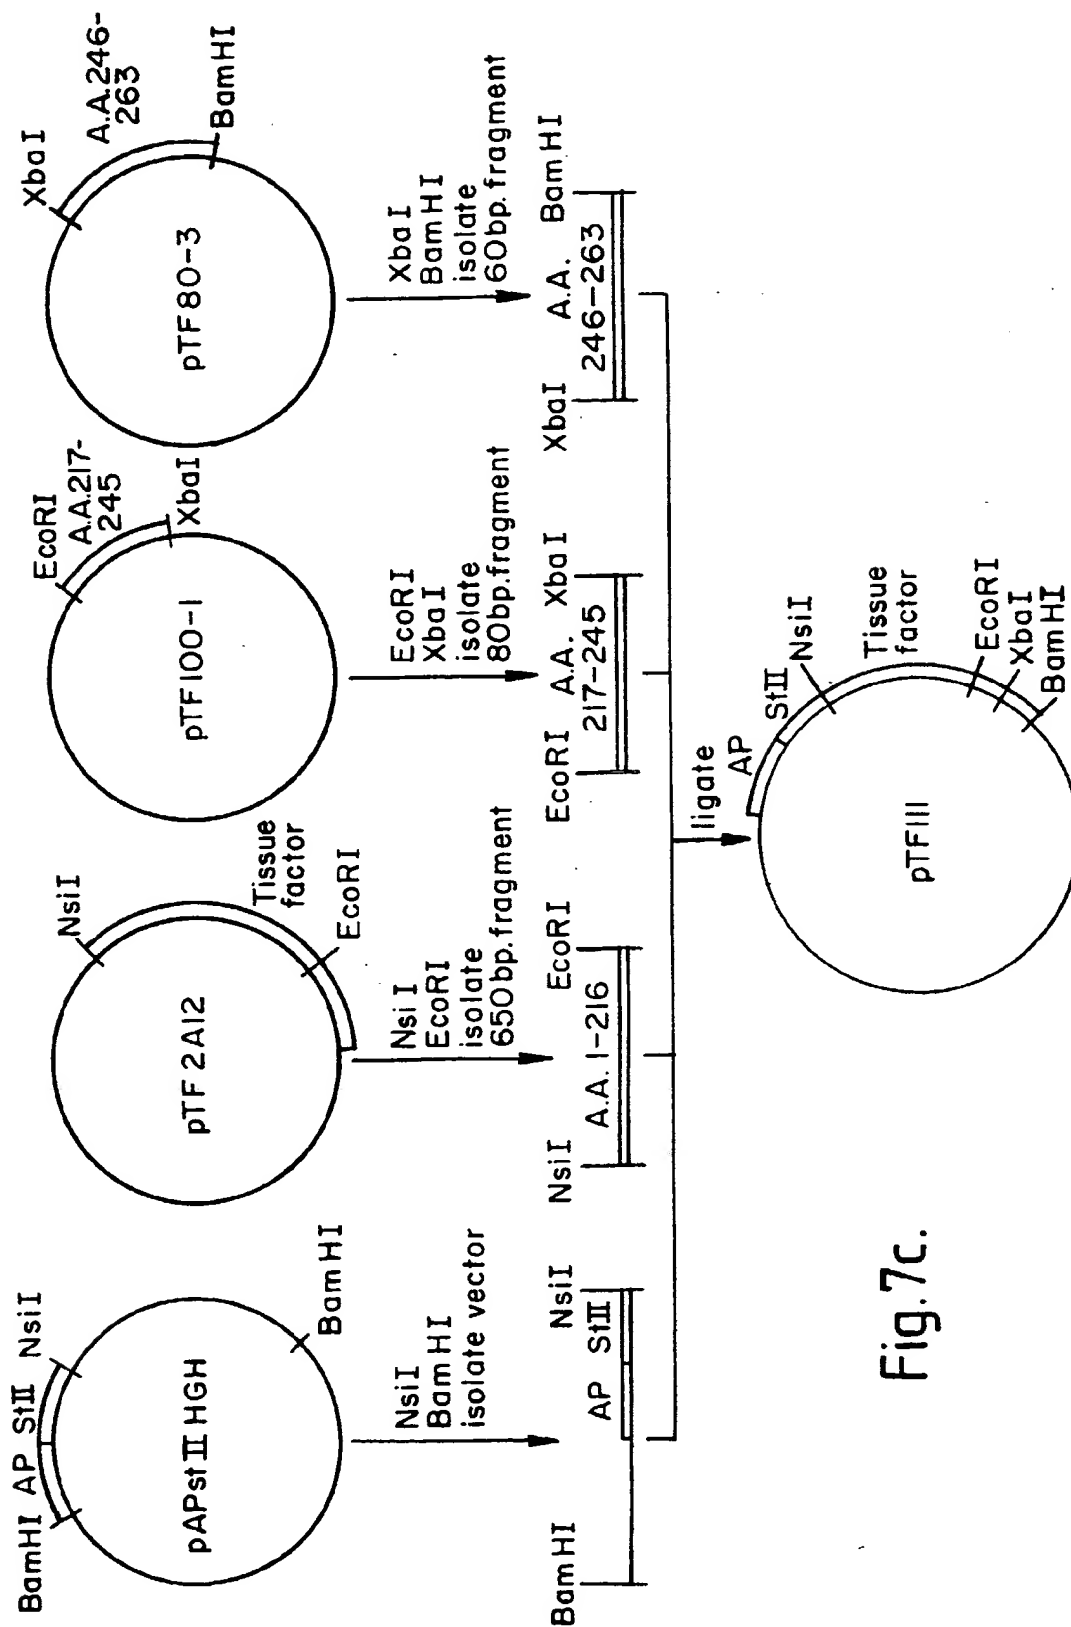 BamHI AP StII NsiI
pAPstII HGH
BamHI
NsiI
BamHI
isolate vector
BamHI
AP StII
NsiI
NsiI
pTF 2A12
Tissue
factor
EcoRI
NsiI
EcoRI
isolate
650bp.fragment
NsiI
A.A. 1-216
EcoRI
EcoRI
A.A.217-
245
XbaI
pTF100-1
EcoRI
XbaI
isolate
80bp.fragment
EcoRI
A.A.
217-245
XbaI
XbaI
A.A.246-
263
BamHI
pTF80-3
XbaI
BamHI
isolate
60bp.fragment
XbaI
A.A.
246-263
BamHI
ligate
AP
StII
NsiI
Tissue
factor
EcoRI
XbaI
BamHI
pTFIII
Fig.7c.